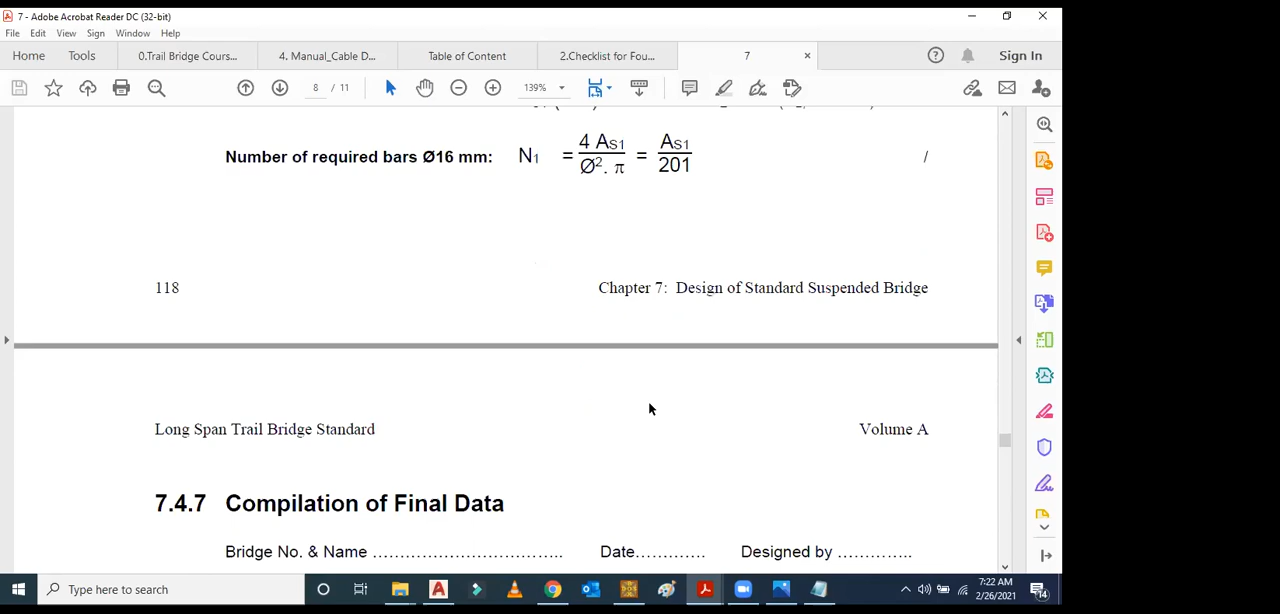 7 - Adobe Acrobat Reader DC (32-bit)
File Edit View Sign Window Help
Home Tools 0.Trail Bridge Cours... 4. Manual_Cable D... Table of Content 2.Checklist for Fou... 7 × Sign In
8 / 11 139%
Number of required bars Ø16 mm: N1 = 4 AS1 / Ø². π = AS1 / 201 /
118 Chapter 7: Design of Standard Suspended Bridge
Long Span Trail Bridge Standard Volume A
7.4.7 Compilation of Final Data
Bridge No. & Name ................................. Date............. Designed by ..............
Type here to search
7:22 AM
2/26/2021
14